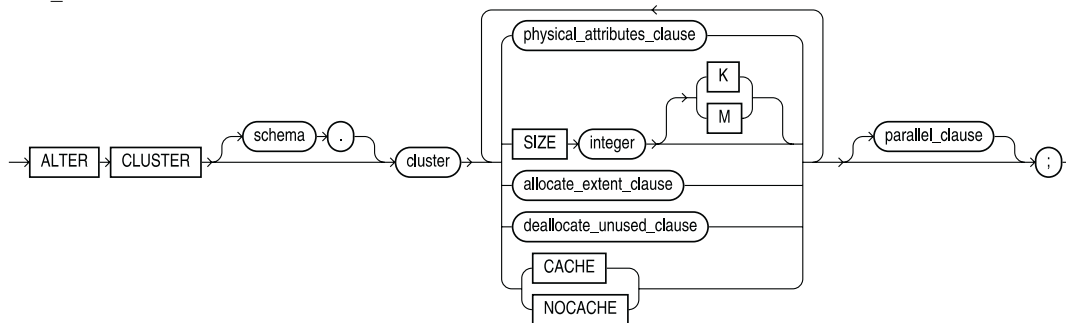 physical_attributes_clause
K
M
schema .
SIZE integer
parallel_clause
ALTER CLUSTER cluster ;
allocate_extent_clause
deallocate_unused_clause
CACHE
NOCACHE